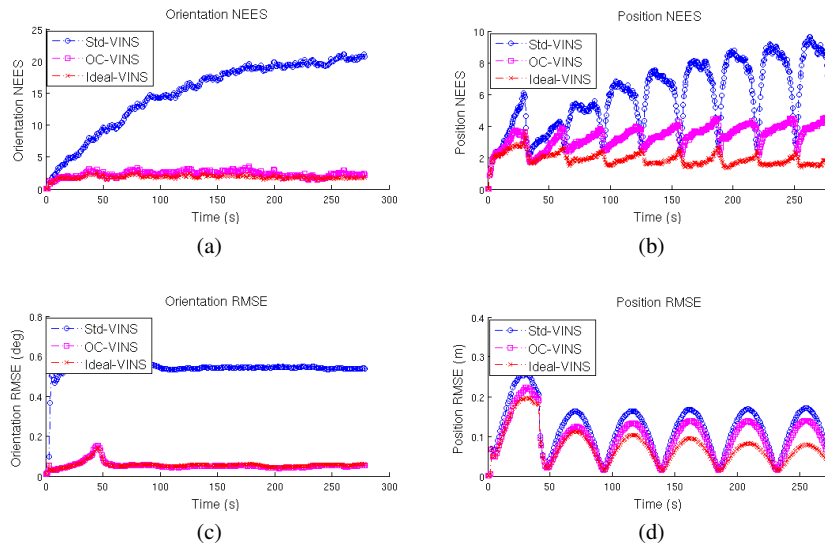 Orientation NEES
25
20
15
10
5
0
Orientation NEES
Std-VINS
OC-VINS
Ideal-VINS
0 50 100 150 200 250 300
Time (s)
(a)
Position NEES
10
8
6
4
2
0
Position NEES
Std-VINS
OC-VINS
Ideal-VINS
0 50 100 150 200 250
Time (s)
(b)
Orientation RMSE
0.8
0.6
0.4
0.2
0
Orientation RMSE (deg)
Std-VINS
OC-VINS
Ideal-VINS
0 50 100 150 200 250 300
Time (s)
(c)
Position RMSE
0.4
0.3
0.2
0.1
0
Position RMSE (m)
Std-VINS
OC-VINS
Ideal-VINS
0 50 100 150 200 250
Time (s)
(d)